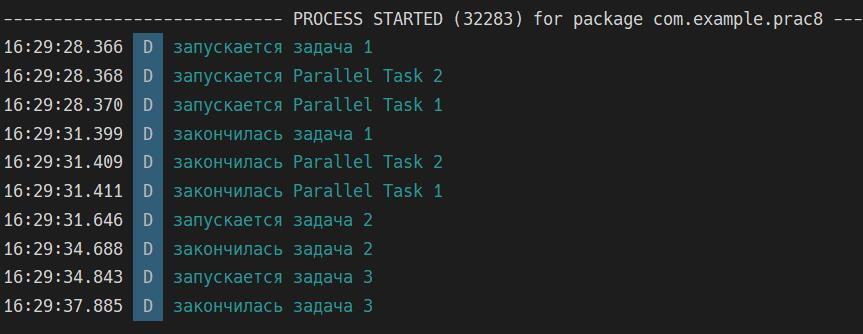 ---------------------------- PROCESS STARTED (32283) for package com.example.prac8 ---
16:29:28.366 D запускается задача 1
16:29:28.368 D запускается Parallel Task 2
16:29:28.370 D запускается Parallel Task 1
16:29:31.399 D закончилась задача 1
16:29:31.409 D закончилась Parallel Task 2
16:29:31.411 D закончилась Parallel Task 1
16:29:31.646 D запускается задача 2
16:29:34.688 D закончилась задача 2
16:29:34.843 D запускается задача 3
16:29:37.885 D закончилась задача 3